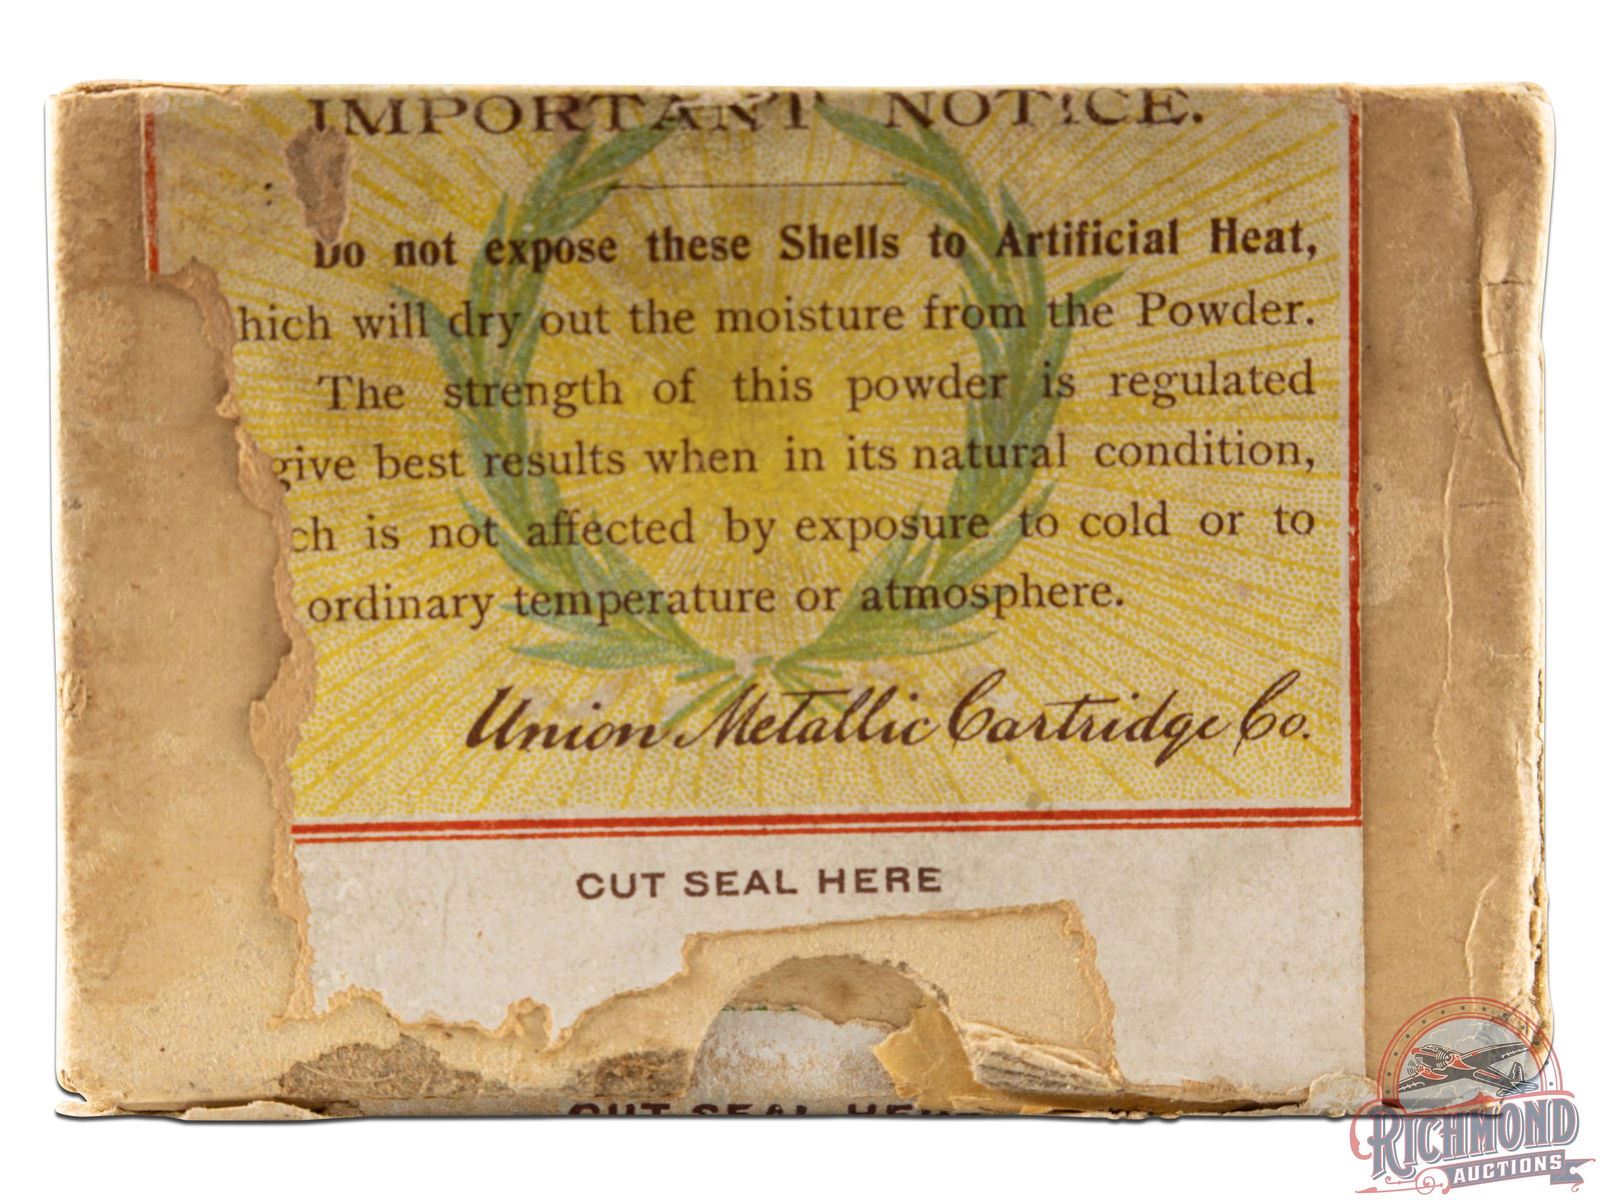 IMPORTANT NOTICE.
Do not expose these Shells to Artificial Heat,
hich will dry out the moisture from the Powder.
The strength of this powder is regulated
give best results when in its natural condition,
ch is not affected by exposure to cold or to
ordinary temperature or atmosphere.
Union Metallic Cartridge Co.
CUT SEAL HERE
CUT SEAL HERE
RICHMOND
AUCTIONS